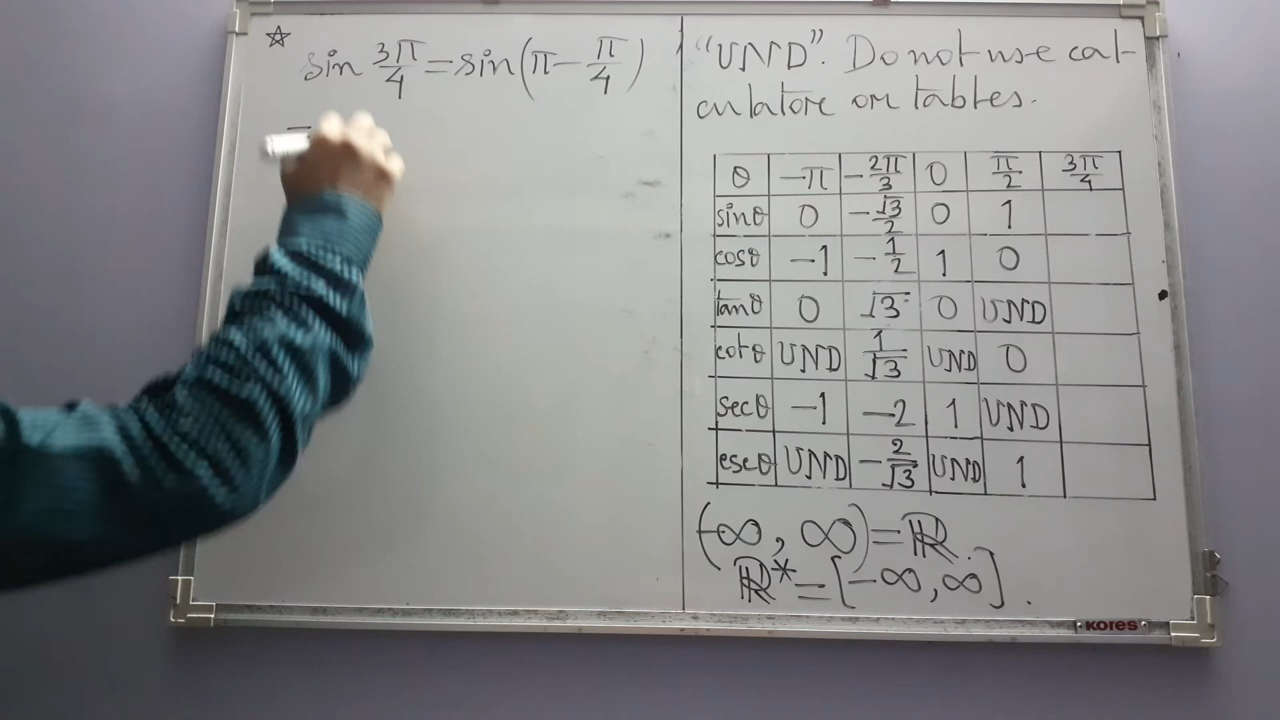 ☆ sin 3π/4 = sin(π − π/4)
"UND". Do not use cal-
culators or tables.
θ −π −2π/3 0 π/2 3π/4
sinθ 0 −√3/2 0 1
cosθ −1 −1/2 1 0
tanθ 0 √3 0 UND
cotθ UND 1/√3 UND 0
secθ −1 −2 1 UND
cscθ UND −2/√3 UND 1
(−∞, ∞) = ℝ.
ℝ* = [−∞, ∞].
Kores